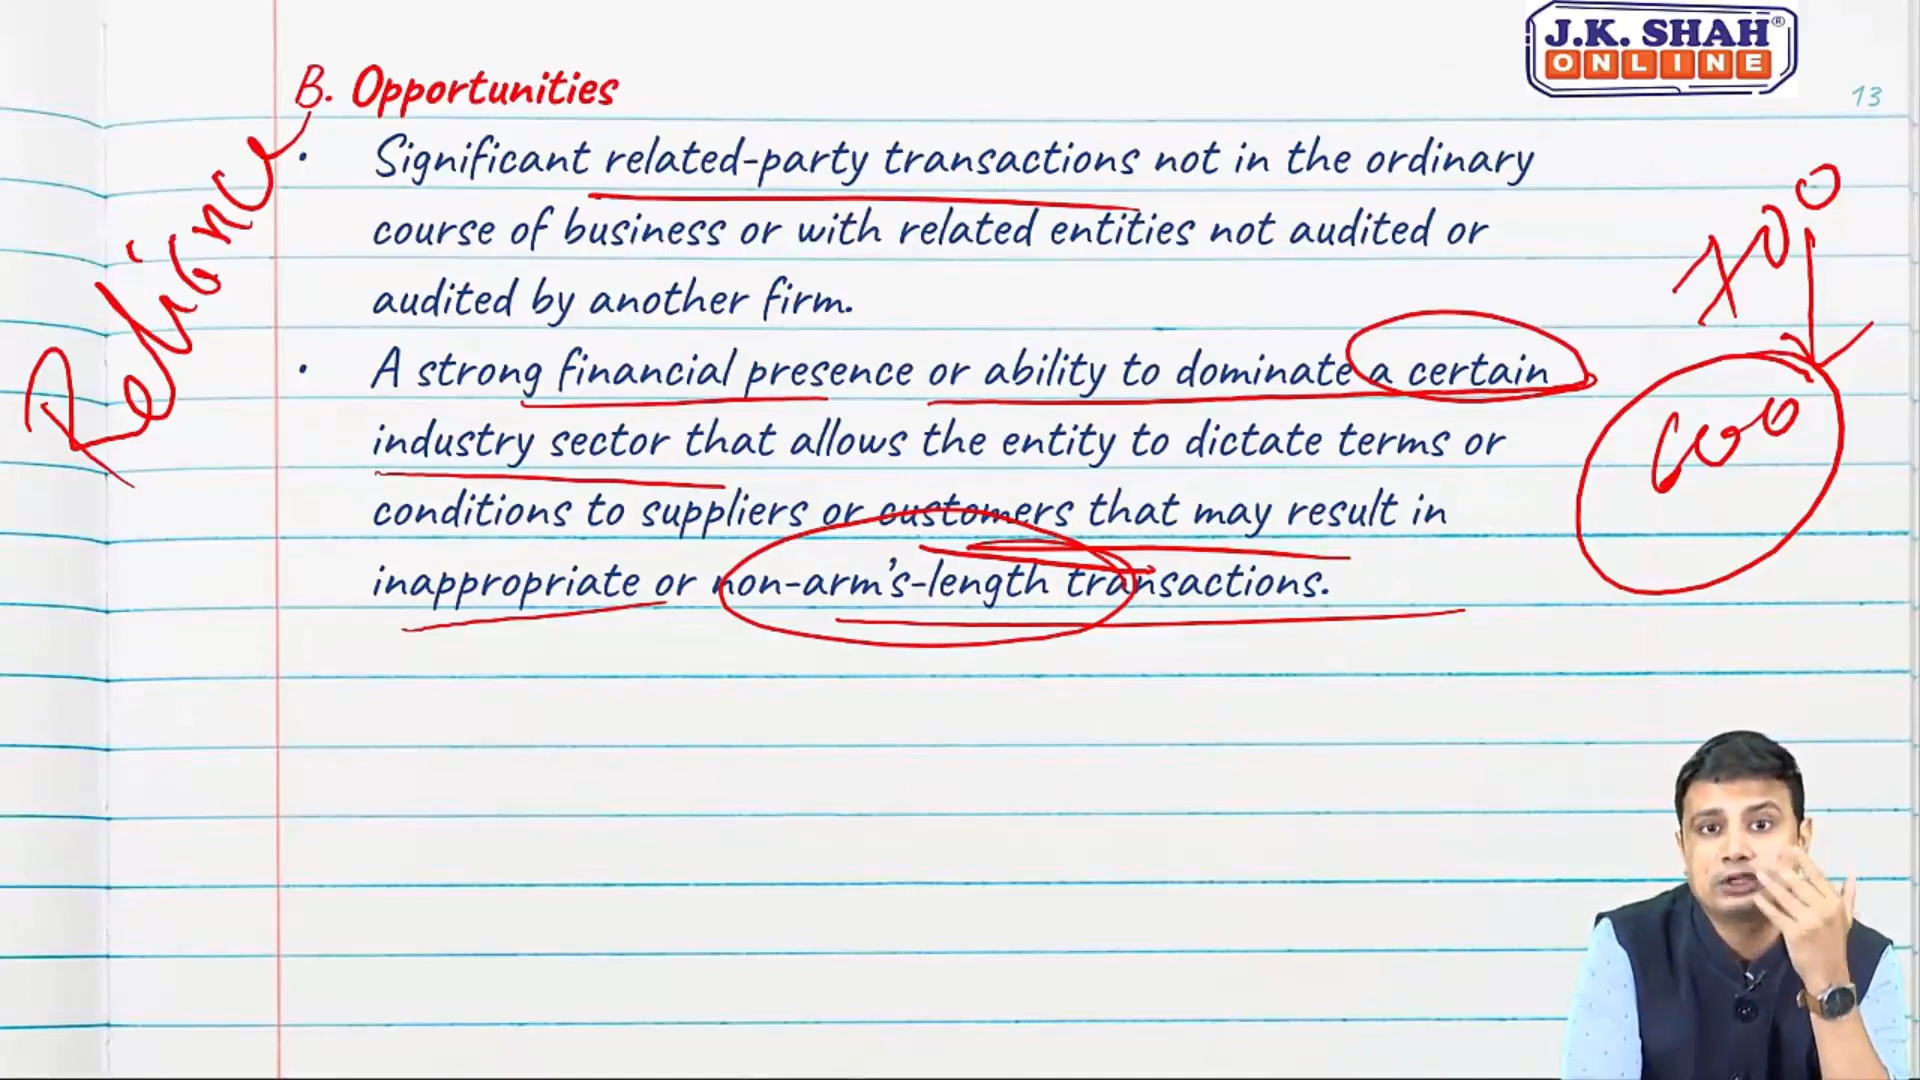 J.K. SHAH®
ONLINE
13
B. Opportunities
• Significant related-party transactions not in the ordinary
course of business or with related entities not audited or
audited by another firm.
• A strong financial presence or ability to dominate a certain
industry sector that allows the entity to dictate terms or
conditions to suppliers or customers that may result in
inappropriate or non-arm's-length transactions.
Reliance
700
600